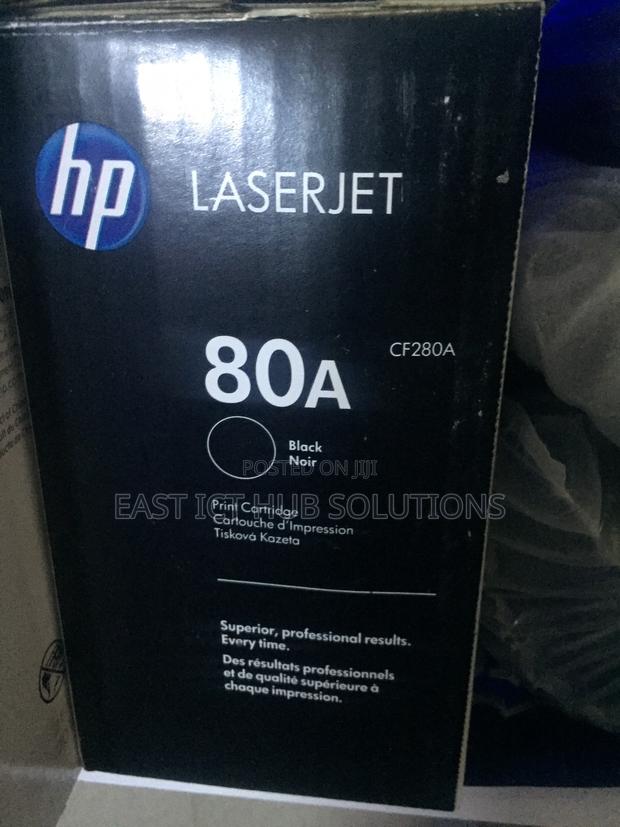 hp
LASERJET
80A
CF280A
Black
Noir
POSTED ON JIJI
EAST ICT HUB SOLUTIONS
Print Cartridge
Cartouche d'Impression
Tisková Kazeta
Superior, professional results.
Every time.
Des résultats professionnels
et de qualité supérieure à
chaque impression.